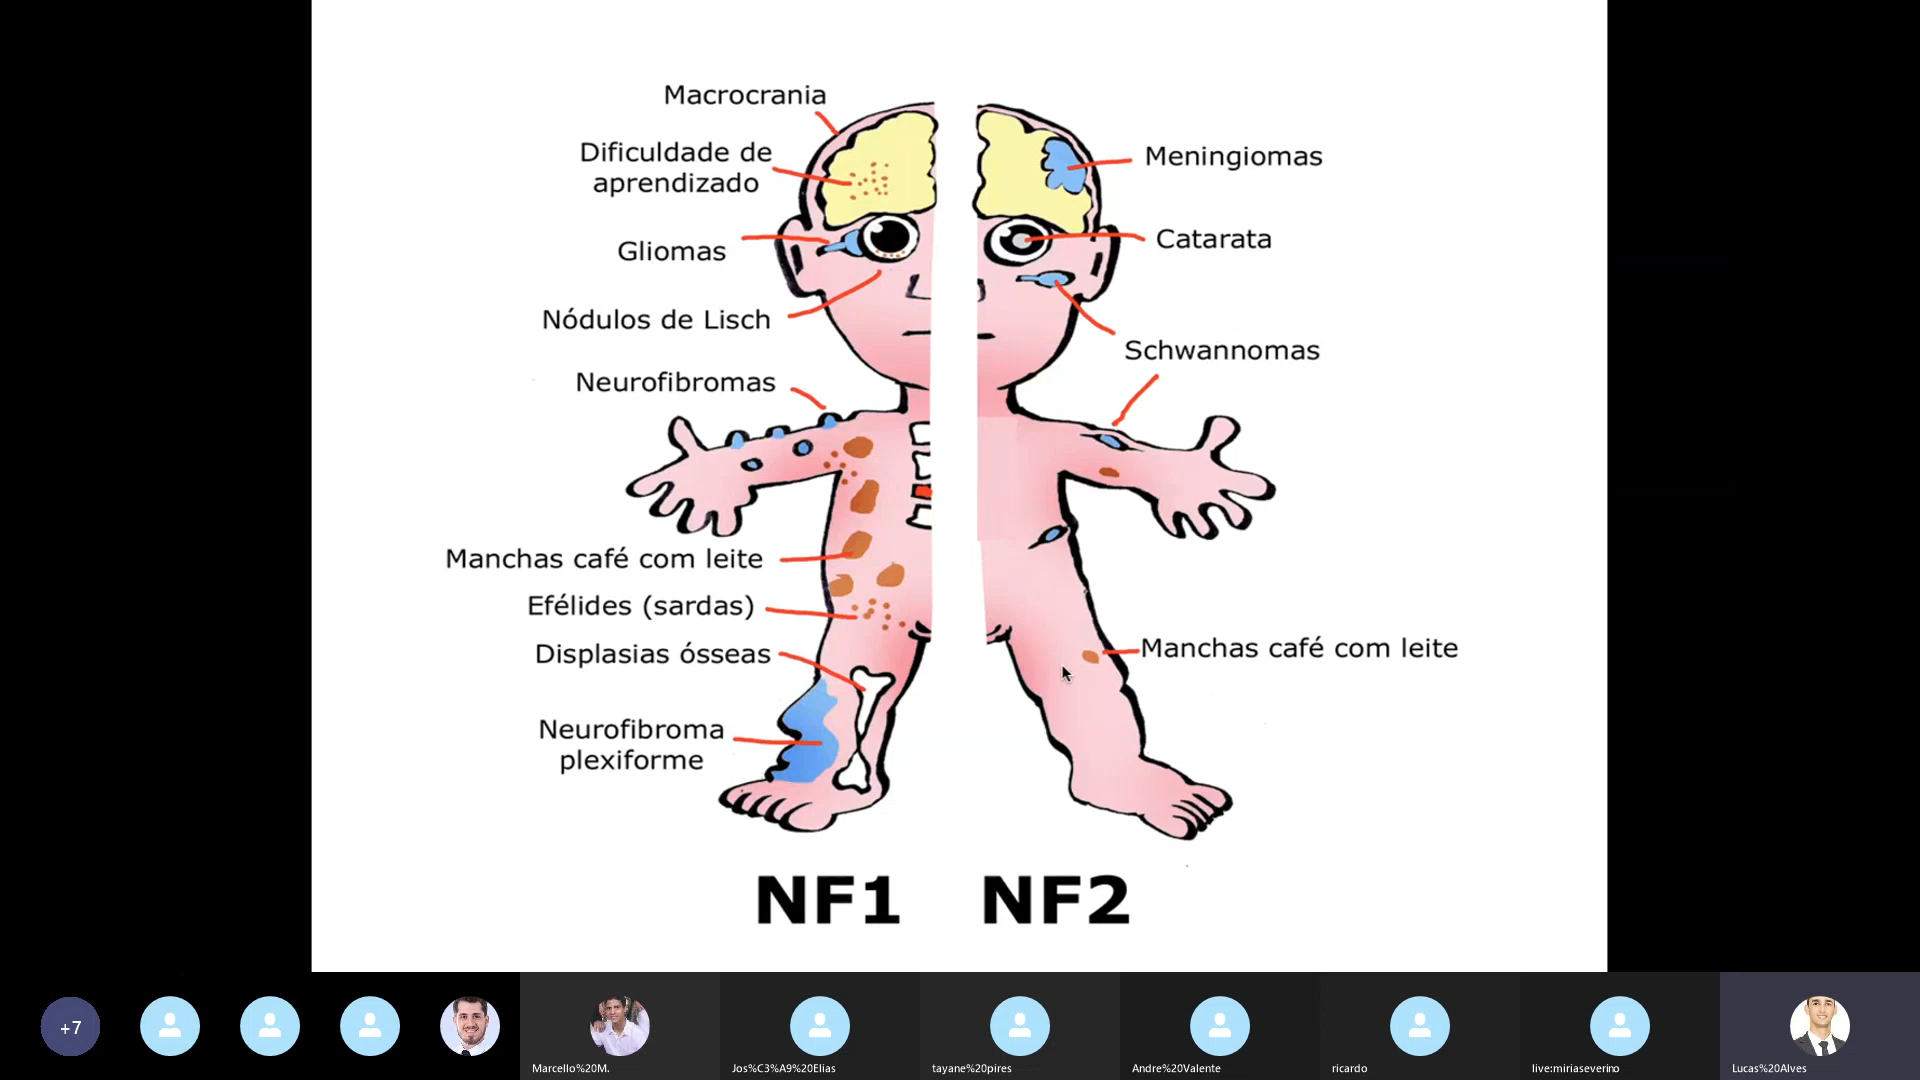 Macrocrania
Dificuldade de
aprendizado
Gliomas
Nódulos de Lisch
Neurofibromas
Manchas café com leite
Efélides (sardas)
Displasias ósseas
Neurofibroma
plexiforme
Meningiomas
Catarata
Schwannomas
Manchas café com leite
NF1 NF2
+7
Marcello%20M.
Jos%C3%A9%20Elias
tayane%20pires
Andre%20Valente
ricardo
live:miriaseverino
Lucas%20Alves